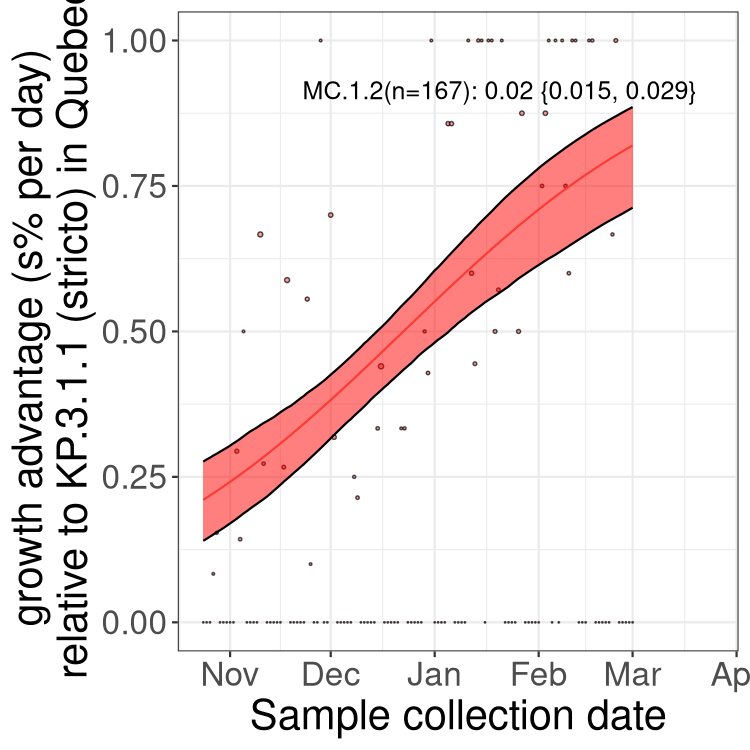 growth advantage (s% per day)
relative to KP.3.1.1 (stricto) in Quebec
1.00
0.75
0.50
0.25
0.00
MC.1.2(n=167): 0.02 {0.015, 0.029}
Nov Dec Jan Feb Mar Ap
Sample collection date